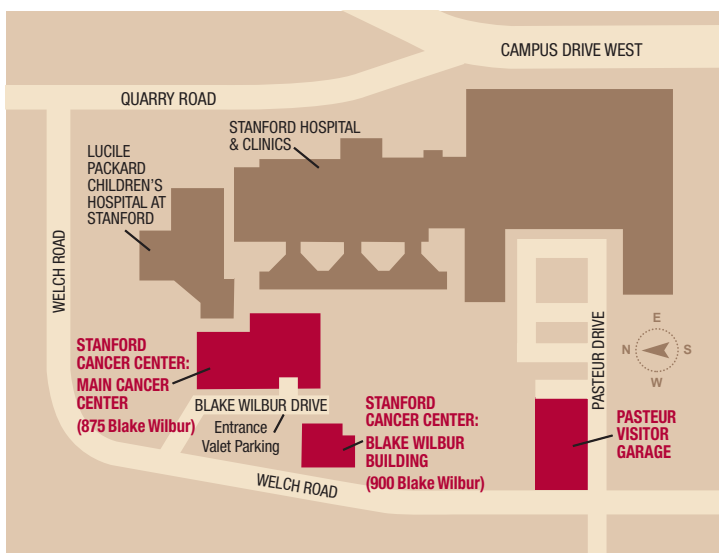 CAMPUS DRIVE WEST
QUARRY ROAD
STANFORD HOSPITAL
& CLINICS
LUCILE
PACKARD
CHILDREN'S
HOSPITAL AT
STANFORD
WELCH ROAD
PASTEUR DRIVE
E
N
S
W
STANFORD
CANCER CENTER:
MAIN CANCER
CENTER
(875 Blake Wilbur)
BLAKE WILBUR DRIVE
Entrance
Valet Parking
STANFORD
CANCER CENTER:
BLAKE WILBUR
BUILDING
(900 Blake Wilbur)
PASTEUR
VISITOR
GARAGE
WELCH ROAD